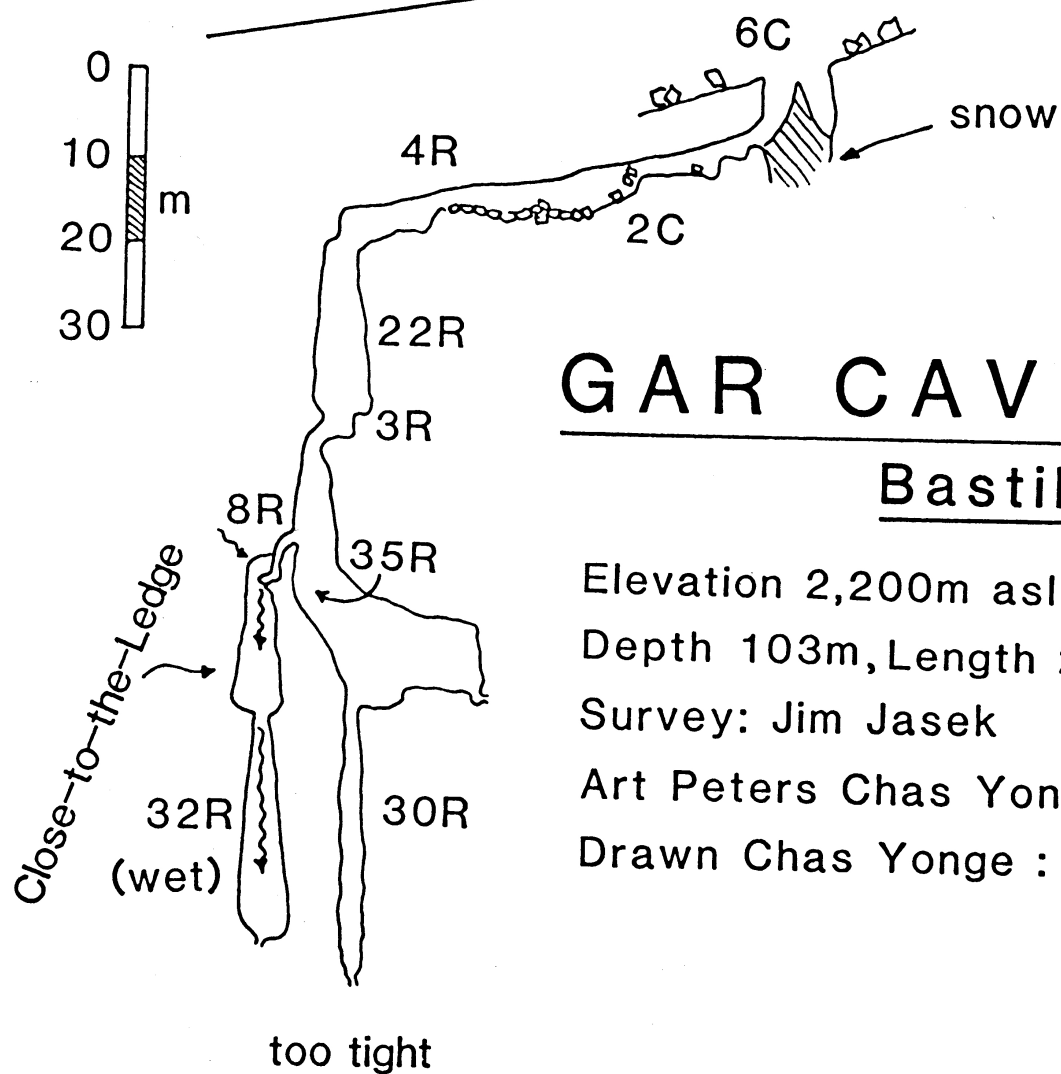 6C
0
10
m
20
30
snow
4R
2C
22R
GAR CAV
3R
Bastil
8R
35R
Elevation 2,200m asl
Depth 103m, Length
Close-to-the-Ledge
Survey: Jim Jasek
Art Peters Chas Yon
32R
(wet)
30R
Drawn Chas Yonge :
too tight